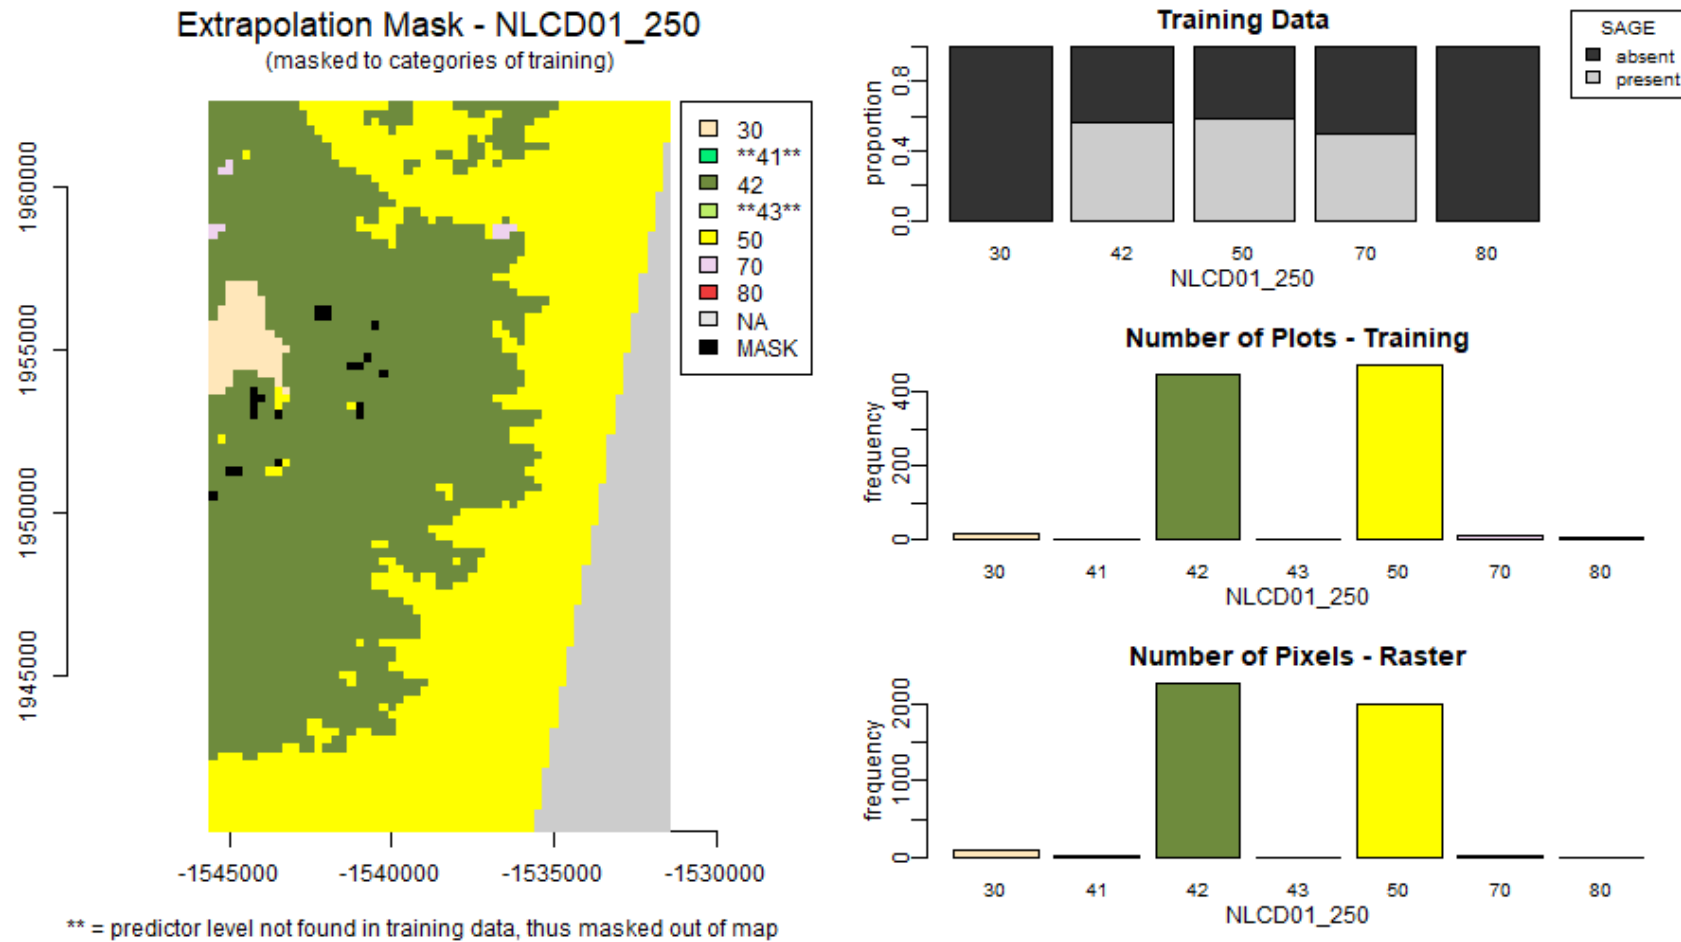 Extrapolation Mask - NLCD01_250
(masked to categories of training)
1960000
1955000
1950000
1945000
-1545000 -1540000 -1535000 -1530000
30
**41**
42
**43**
50
70
80
NA
MASK
** = predictor level not found in training data, thus masked out of map
Training Data
proportion
0.0 0.4 0.8
30 42 50 70 80
NLCD01_250
SAGE
absent
present
Number of Plots - Training
frequency
0 200 400
30 41 42 43 50 70 80
NLCD01_250
Number of Pixels - Raster
frequency
0 1000 2000
30 41 42 43 50 70 80
NLCD01_250